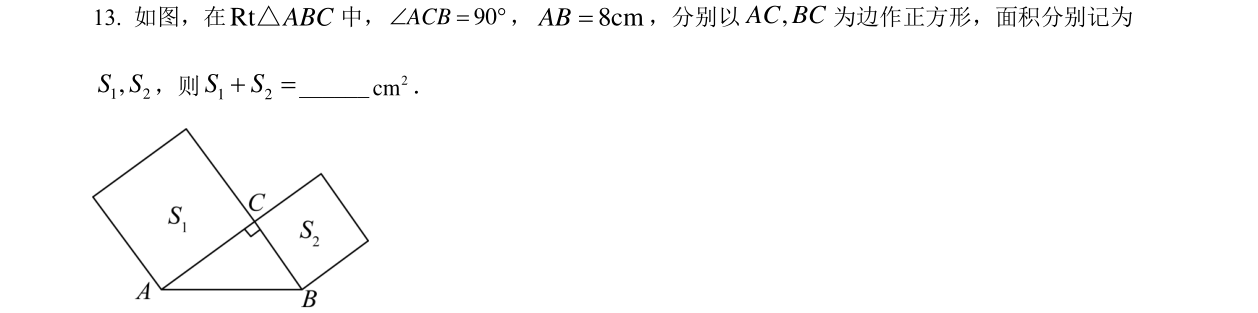 13. 如图，在Rt△ABC中，∠ACB=90°，AB=8cm，分别以AC,BC为边作正方形，面积分别记为
S₁,S₂，则S₁+S₂=______cm²．
C
S₁
S₂
A
B